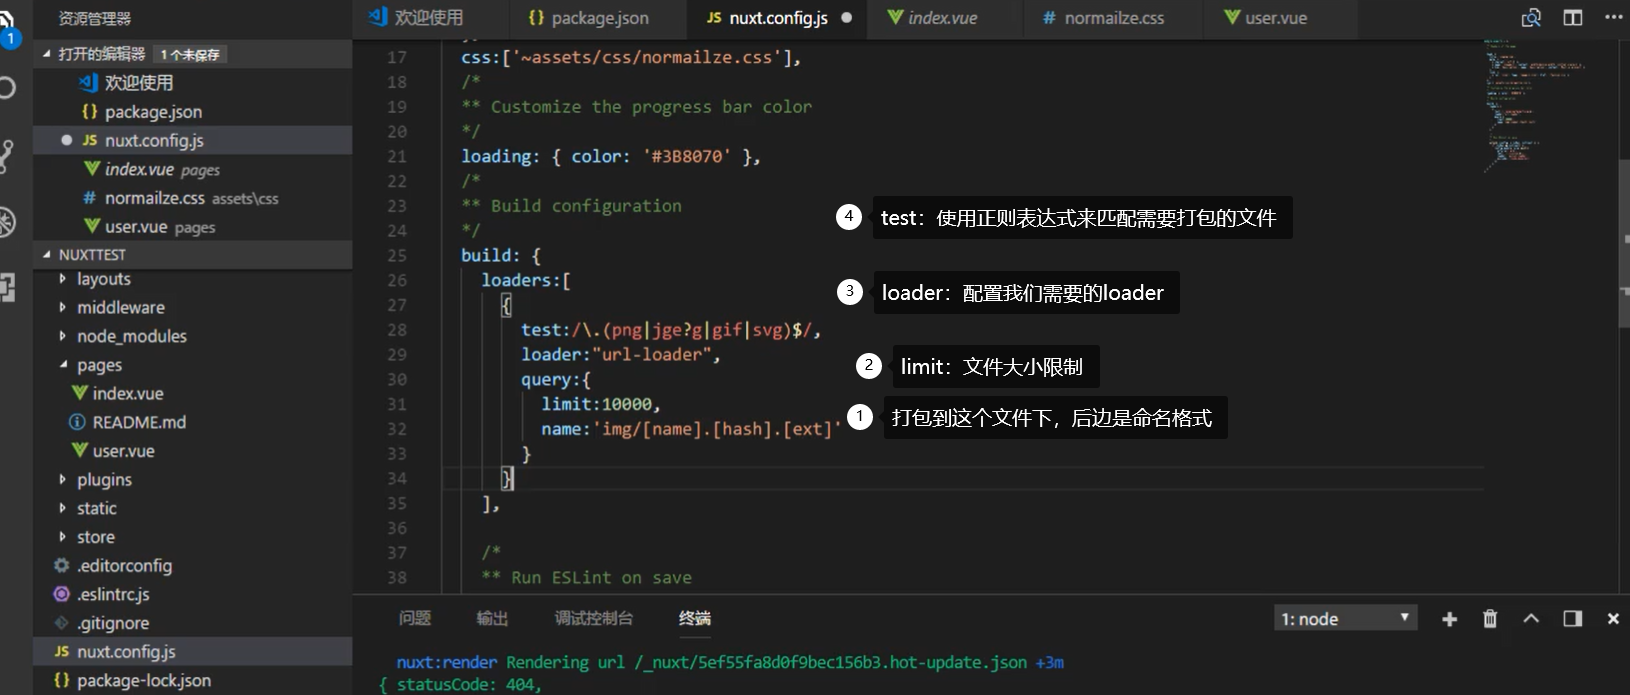 资源管理器
1
打开的编辑器 1 个未保存
欢迎使用
{} package.json
JS nuxt.config.js
index.vue pages
# normailze.css assets\css
user.vue pages
NUXTTEST
layouts
middleware
node_modules
pages
index.vue
README.md
user.vue
plugins
static
store
.editorconfig
.eslintrc.js
.gitignore
JS nuxt.config.js
{} package-lock.json
欢迎使用 {} package.json JS nuxt.config.js index.vue # normailze.css user.vue
17 css:['~assets/css/normailze.css'],
18 /*
19 ** Customize the progress bar color
20 */
21 loading: { color: '#3B8070' },
22 /*
23 ** Build configuration
24 */
25 build: {
26 loaders:[
27 {
28 test:/\.(png|jge?g|gif|svg)$/,
29 loader:"url-loader",
30 query:{
31 limit:10000,
32 name:'img/[name].[hash].[ext]'
33 }
34 }
35 ],
36
37 /*
38 ** Run ESLint on save
4 test：使用正则表达式来匹配需要打包的文件
3 loader：配置我们需要的loader
2 limit：文件大小限制
1 打包到这个文件下，后边是命名格式
问题 输出 调试控制台 终端 1: node
nuxt:render Rendering url /_nuxt/5ef55fa8d0f9bec156b3.hot-update.json +3m
{ statusCode: 404,